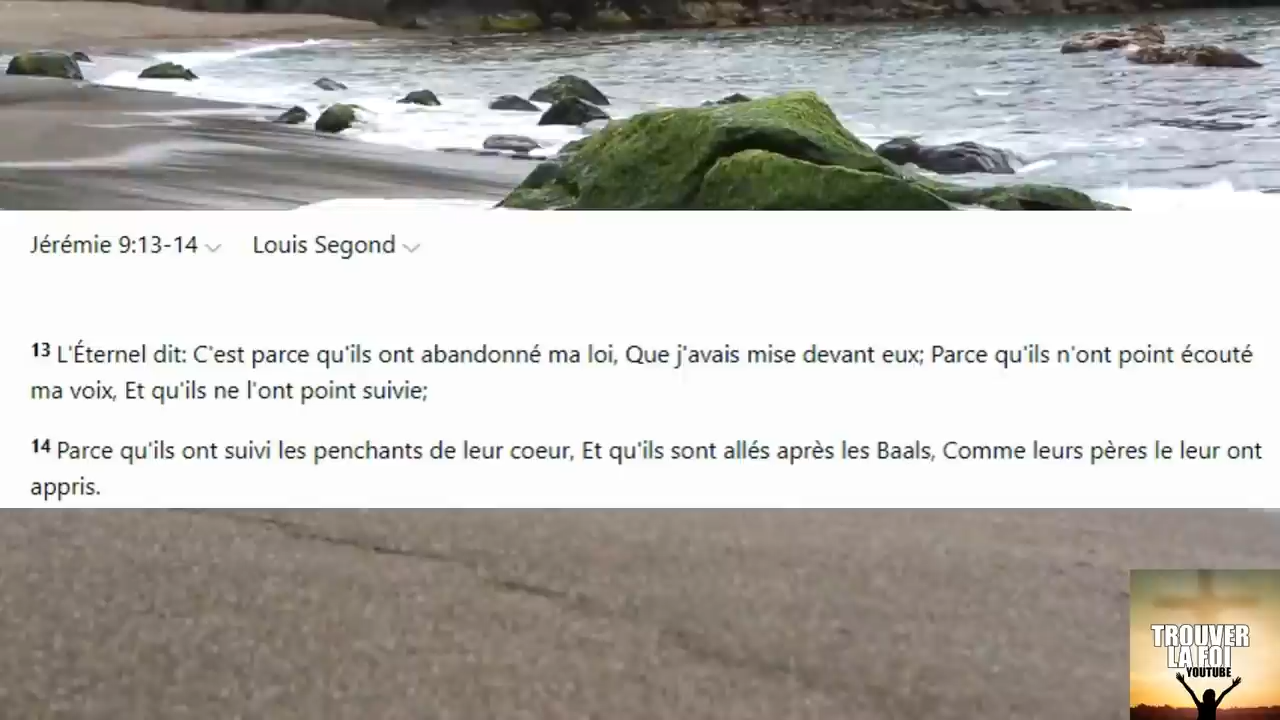 Jérémie 9:13-14 Louis Segond
13 L'Éternel dit: C'est parce qu'ils ont abandonné ma loi, Que j'avais mise devant eux; Parce qu'ils n'ont point écouté
ma voix, Et qu'ils ne l'ont point suivie;
14 Parce qu'ils ont suivi les penchants de leur coeur, Et qu'ils sont allés après les Baals, Comme leurs pères le leur ont
appris.
TROUVER
LA FOI
YOUTUBE